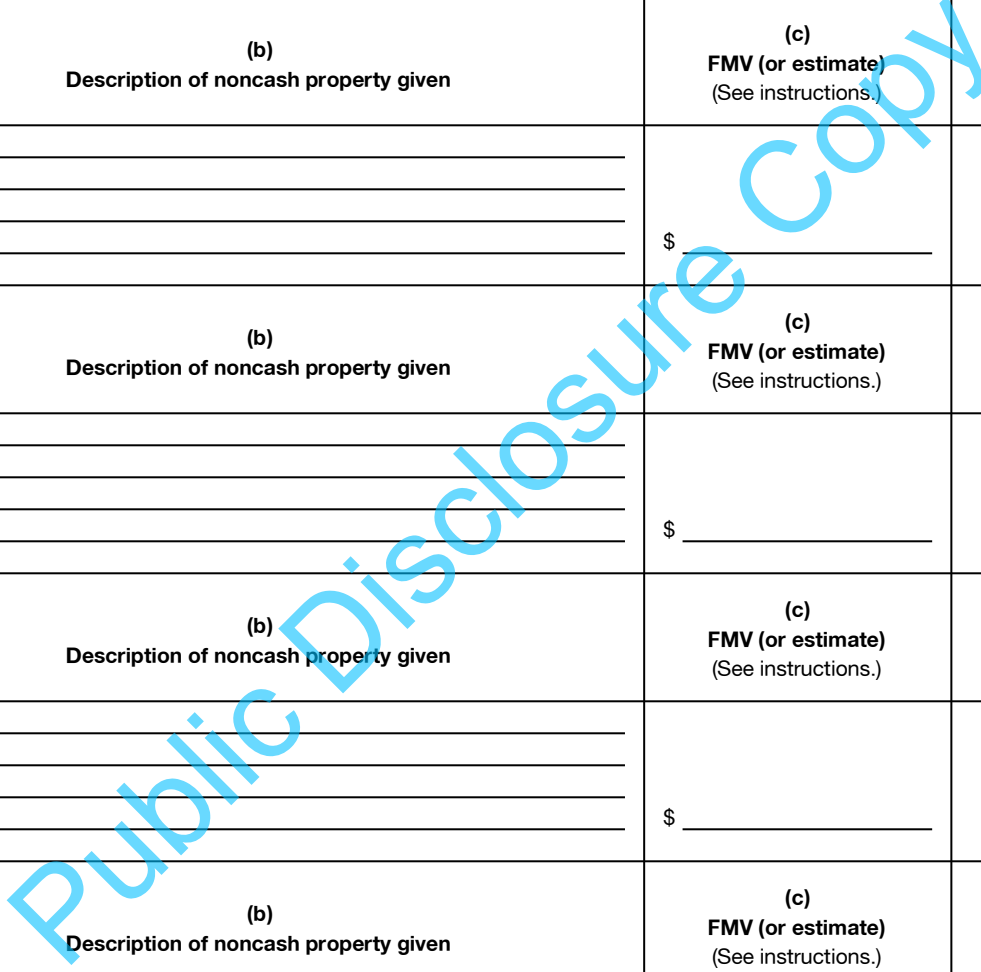 (b)
Description of noncash property given
(c)
FMV (or estimate)
(See instructions.)
$
(b)
Description of noncash property given
(c)
FMV (or estimate)
(See instructions.)
$
(b)
Description of noncash property given
(c)
FMV (or estimate)
(See instructions.)
$
(b)
Description of noncash property given
(c)
FMV (or estimate)
(See instructions.)
Public Disclosure Copy